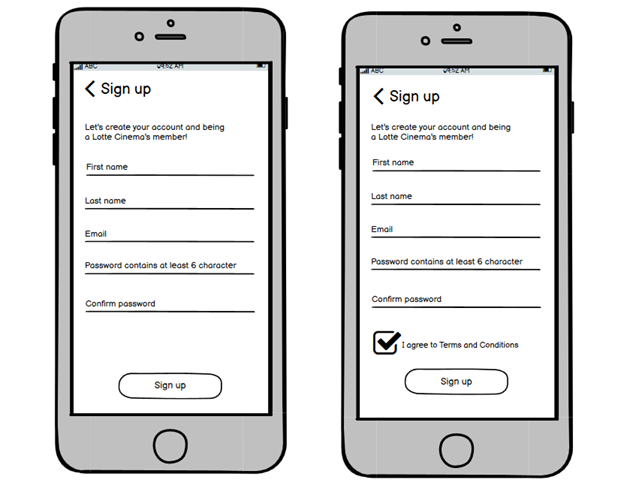 ABC 09:52 AM
Sign up
Let's create your account and being
a Lotte Cinema's member!
First name
Last name
Email
Password contains at least 6 character
Confirm password
Sign up
ABC 09:52 AM
Sign up
Let's create your account and being
a Lotte Cinema's member!
First name
Last name
Email
Password contains at least 6 character
Confirm password
I agree to Terms and Conditions
Sign up